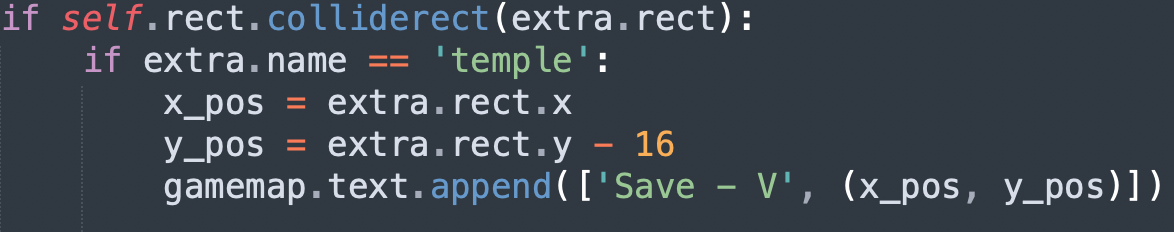 if self.rect.colliderect(extra.rect):
    if extra.name == 'temple':
        x_pos = extra.rect.x
        y_pos = extra.rect.y - 16
        gamemap.text.append(['Save - V', (x_pos, y_pos)])